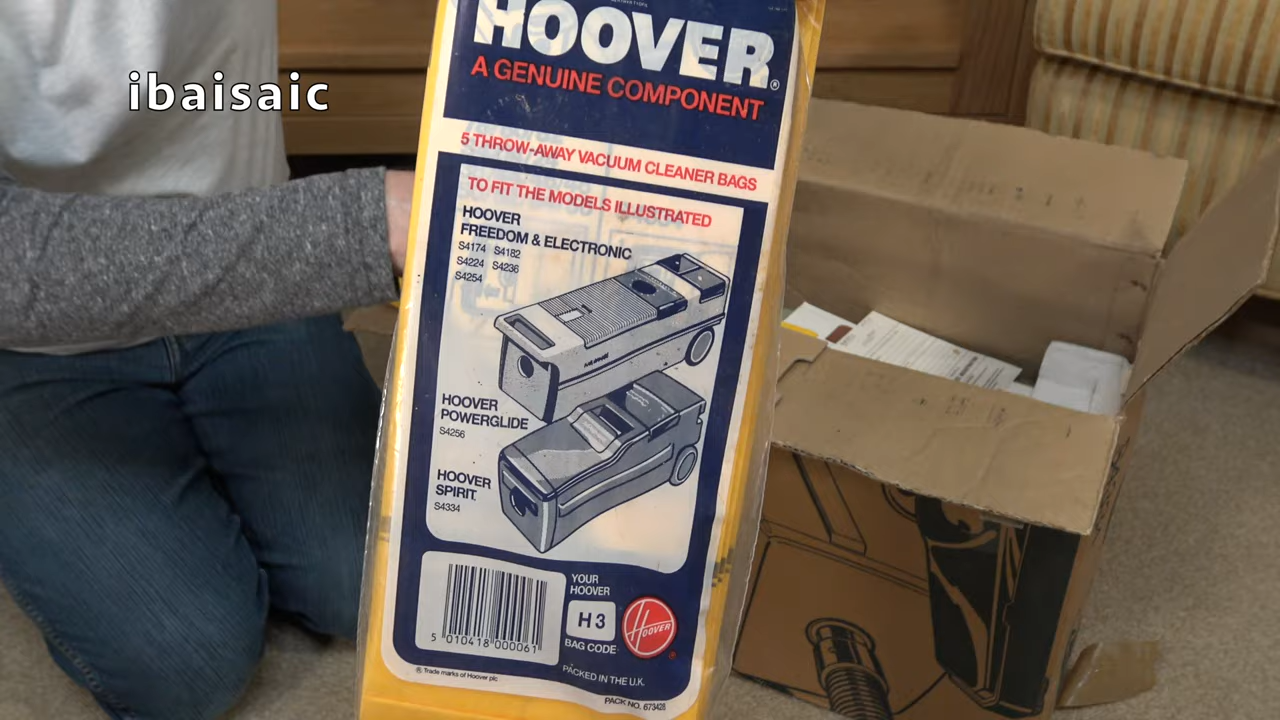 HOOVER®
A GENUINE COMPONENT
ibaisaic
5 THROW-AWAY VACUUM CLEANER BAGS
TO FIT THE MODELS ILLUSTRATED
HOOVER
FREEDOM & ELECTRONIC
S4174 S4182
S4224 S4236
S4254
HOOVER
POWERGLIDE
S4256
HOOVER
SPIRIT
S4334
YOUR
HOOVER
H 3
BAG CODE
HOOVER
5 010418 000061
® Trade marks of Hoover plc
PACKED IN THE U.K.
PACK NO. 673428